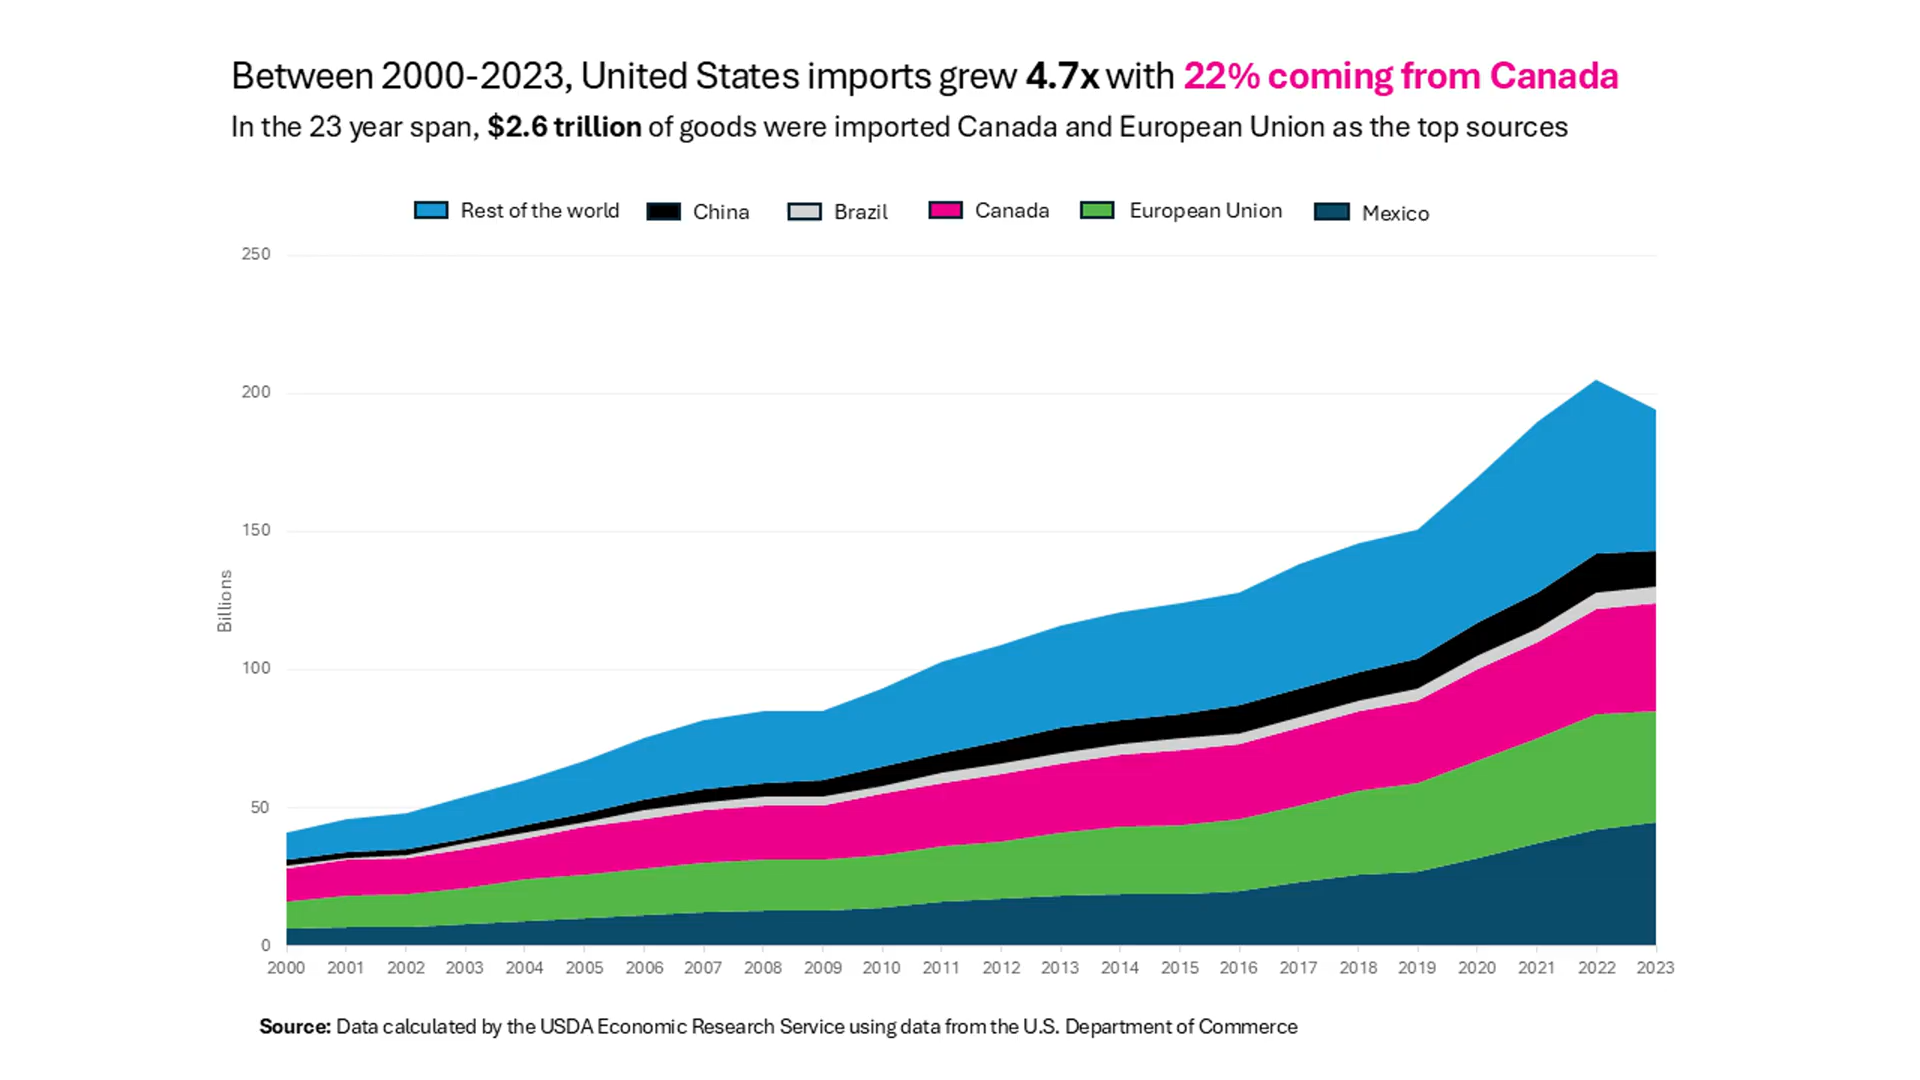 Between 2000-2023, United States imports grew 4.7x with 22% coming from Canada
In the 23 year span, $2.6 trillion of goods were imported Canada and European Union as the top sources
Rest of the world China Brazil Canada European Union Mexico
250
200
150
100
50
0
Billions
2000 2001 2002 2003 2004 2005 2006 2007 2008 2009 2010 2011 2012 2013 2014 2015 2016 2017 2018 2019 2020 2021 2022 2023
Source: Data calculated by the USDA Economic Research Service using data from the U.S. Department of Commerce